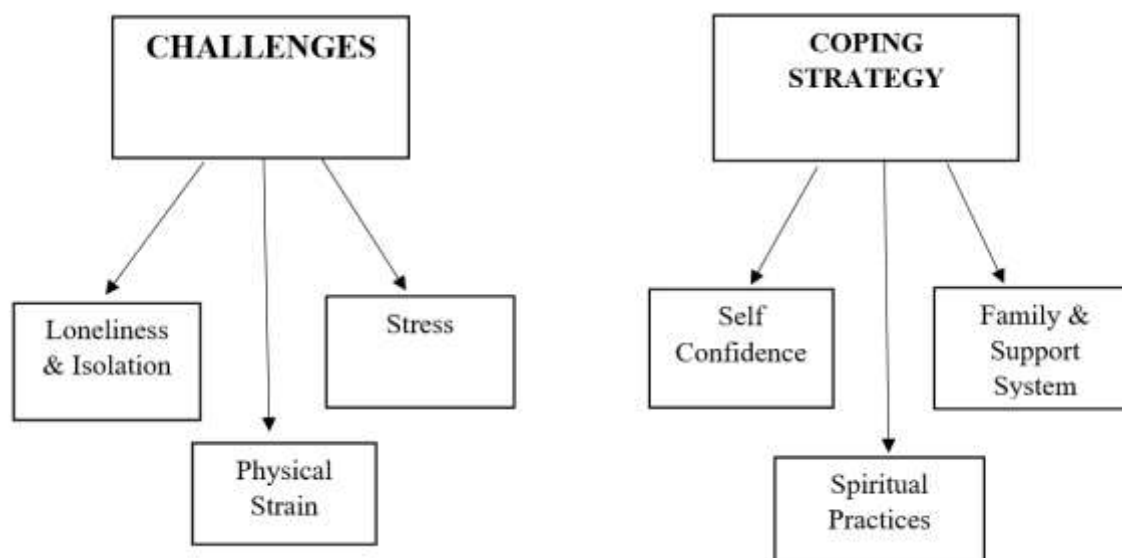 CHALLENGES
Loneliness
& Isolation
Physical
Strain
Stress
COPING
STRATEGY
Self
Confidence
Spiritual
Practices
Family &
Support
System